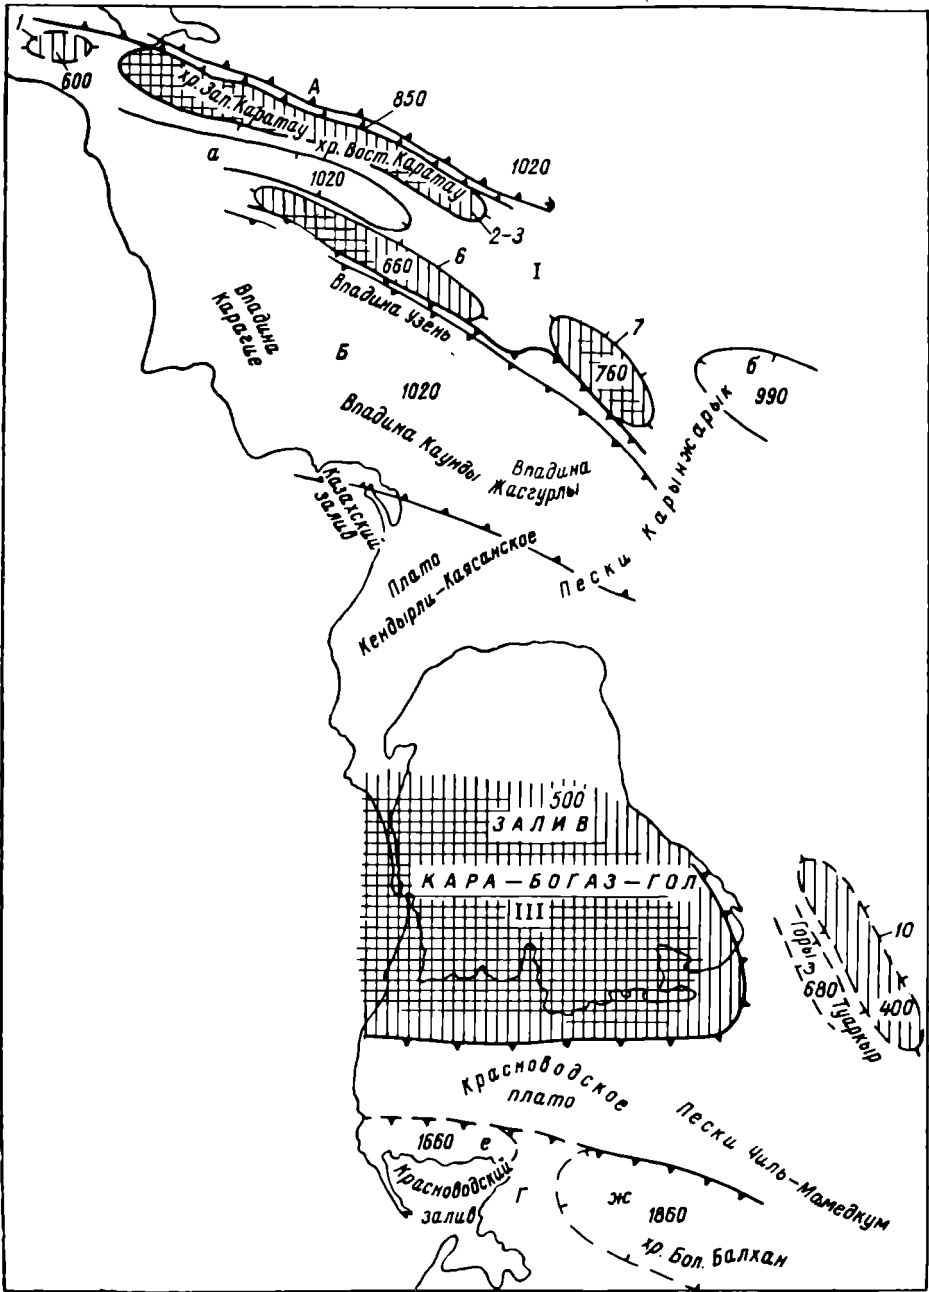 1
600
А
850
хр. Зап. Каратау – хр. Вост. Каратау
1020
а
1020
2-3
6
660
I
Впадина Узень
Впадина
Карагие
Б
7
760
б
990
1020
Впадина Каунды
Впадина
Жасгурлы
Казахский
залив
Пески Карынжарык
Плато
Кендырли-Каясанское
500
ЗАЛИВ
КАРА-БОГАЗ-ГОЛ
III
10
Горы Туаркыр
680
400
Красноводское
плато
Пески Чиль-Мамедкум
1660
е
Красноводский
залив
Г
Ж
1860
хр. Бол. Балхан